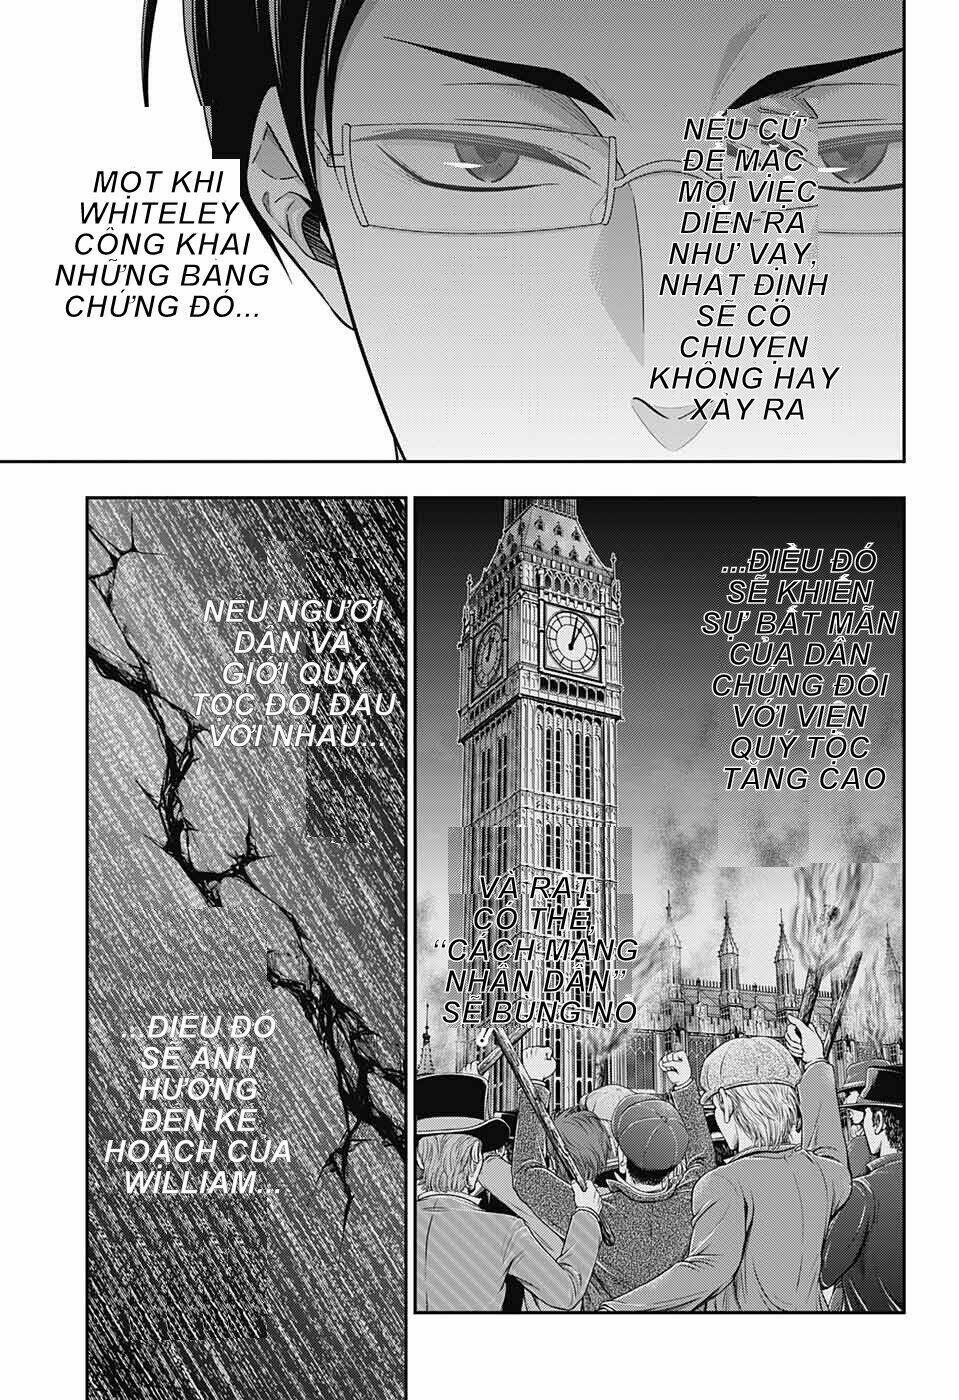 NẾU CỨ
ĐỂ MẶC
MỌI VIỆC
DIỄN RA
NHƯ VẬY,
NHẤT ĐỊNH
SẼ CÓ
CHUYỆN
KHÔNG HAY
XẢY RA
MỘT KHI
WHITELEY
CÔNG KHAI
NHỮNG BẰNG
CHỨNG ĐÓ...
...ĐIỀU ĐÓ
SẼ KHIẾN
SỰ BẤT MÃN
CỦA DÂN
CHÚNG ĐỐI
VỚI VIỆN
QUÝ TỘC
TĂNG CAO
VÀ RẤT
CÓ THỂ,
“CÁCH MẠNG
NHÂN DÂN”
SẼ BÙNG NỔ
NẾU NGƯỜI
DÂN VÀ
GIỚI QUÝ
TỘC ĐỐI ĐẦU
VỚI NHAU...
...ĐIỀU ĐÓ
SẼ ẢNH
HƯỞNG
ĐẾN KẾ
HOẠCH CỦA
WILLIAM...